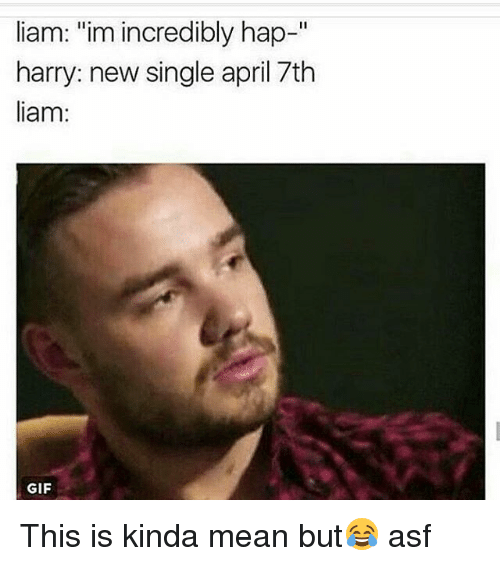 liam: "im incredibly hap-"
harry: new single april 7th
liam:
GIF
This is kinda mean but😂 asf